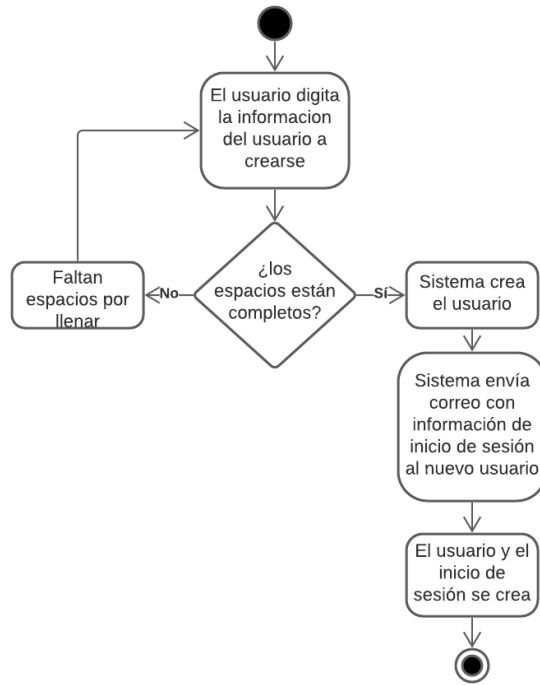 El usuario digita
la informacion
del usuario a
crearse
¿los
espacios están
completos?
No
Faltan
espacios por
llenar
Sí
Sistema crea
el usuario
Sistema envía
correo con
información de
inicio de sesión
al nuevo usuario
El usuario y el
inicio de
sesión se crea